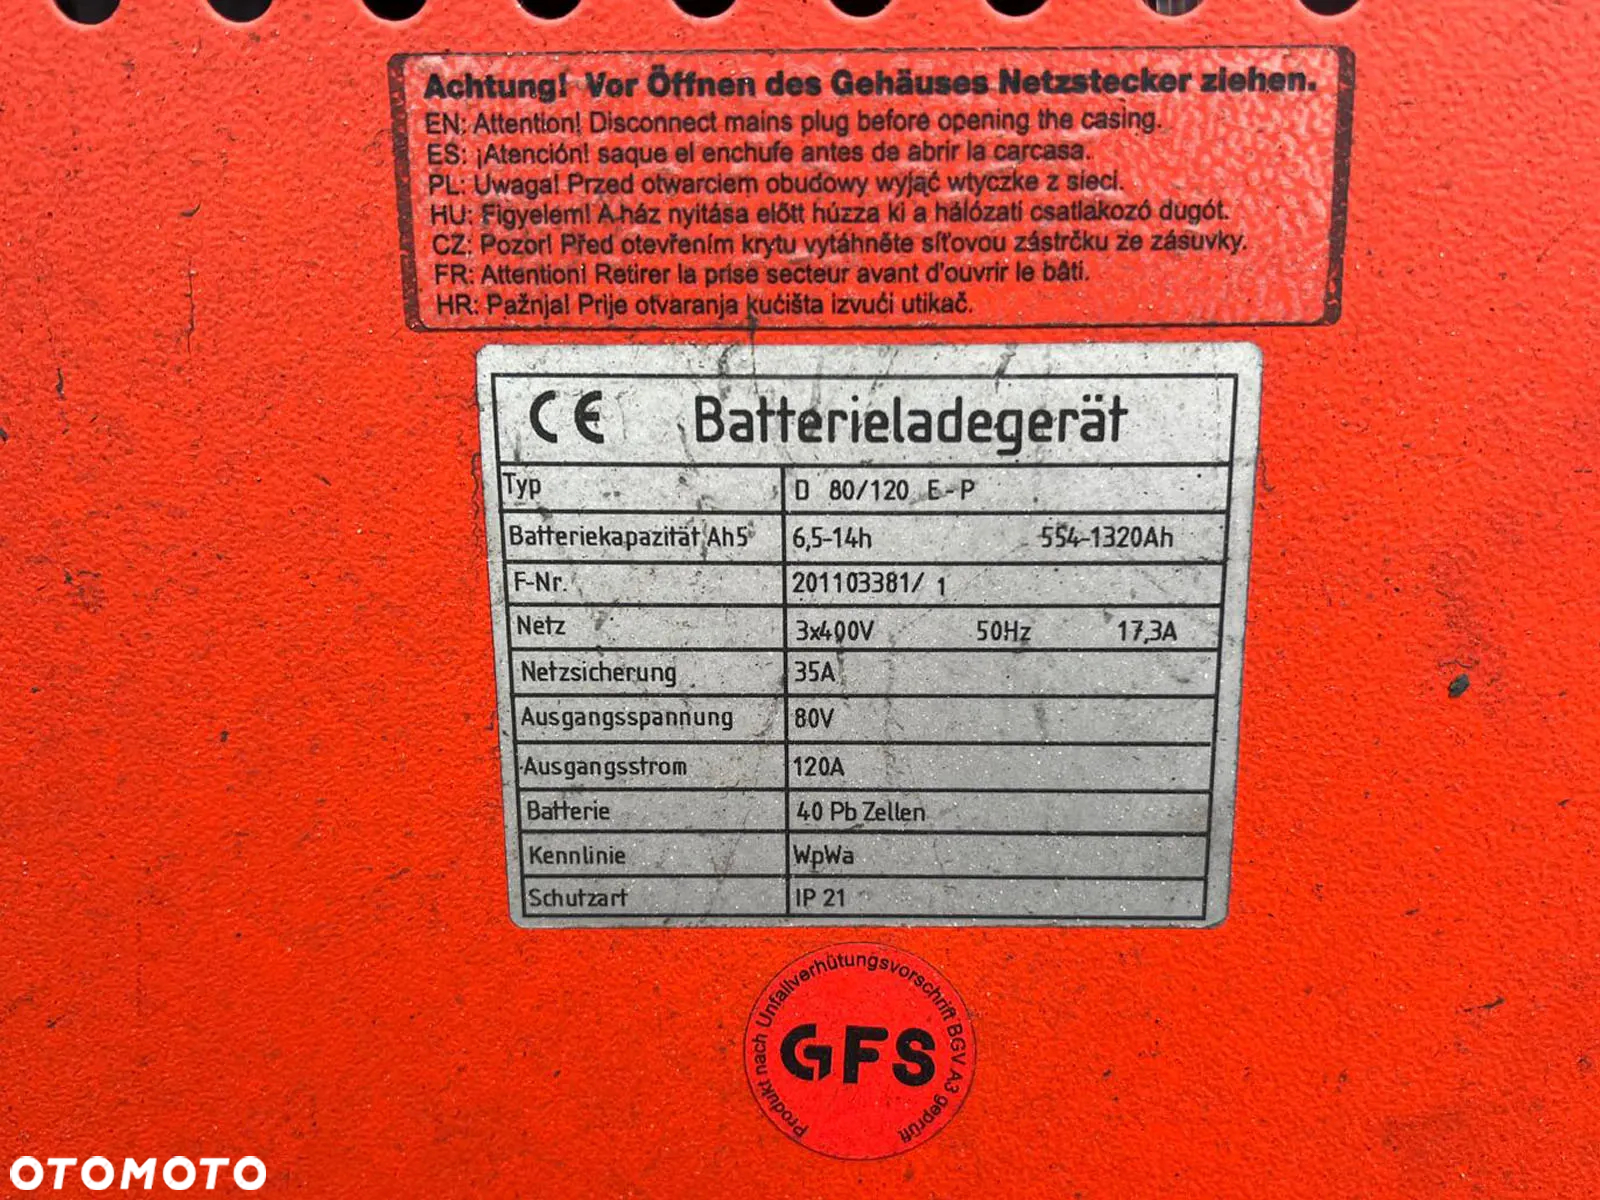 Achtung! Vor Öffnen des Gehäuses Netzstecker ziehen.
EN: Attention! Disconnect mains plug before opening the casing.
ES: ¡Atención! saque el enchufe antes de abrir la carcasa.
PL: Uwaga! Przed otwarciem obudowy wyjąć wtyczke z sieci.
HU: Figyelem! A ház nyitása előtt húzza ki a hálózati csatlakozó dugót.
CZ: Pozor! Před otevřením krytu vytáhněte síťovou zástrčku ze zásuvky.
FR: Attention! Retirer la prise secteur avant d'ouvrir le bâti.
HR: Pažnja! Prije otvaranja kućišta izvući utikač.
CE Batterieladegerät
Typ D 80/120 E-P
Batteriekapazität Ah5 6,5-14h 554-1320Ah
F-Nr. 201103381/ 1
Netz 3x400V 50Hz 17,3A
Netzsicherung 35A
Ausgangsspannung 80V
Ausgangsstrom 120A
Batterie 40 Pb Zellen
Kennlinie WpWa
Schutzart IP 21
Produkt nach Unfallverhütungsvorschrift BGV A3 geprüft
GFS
OTOMOTO